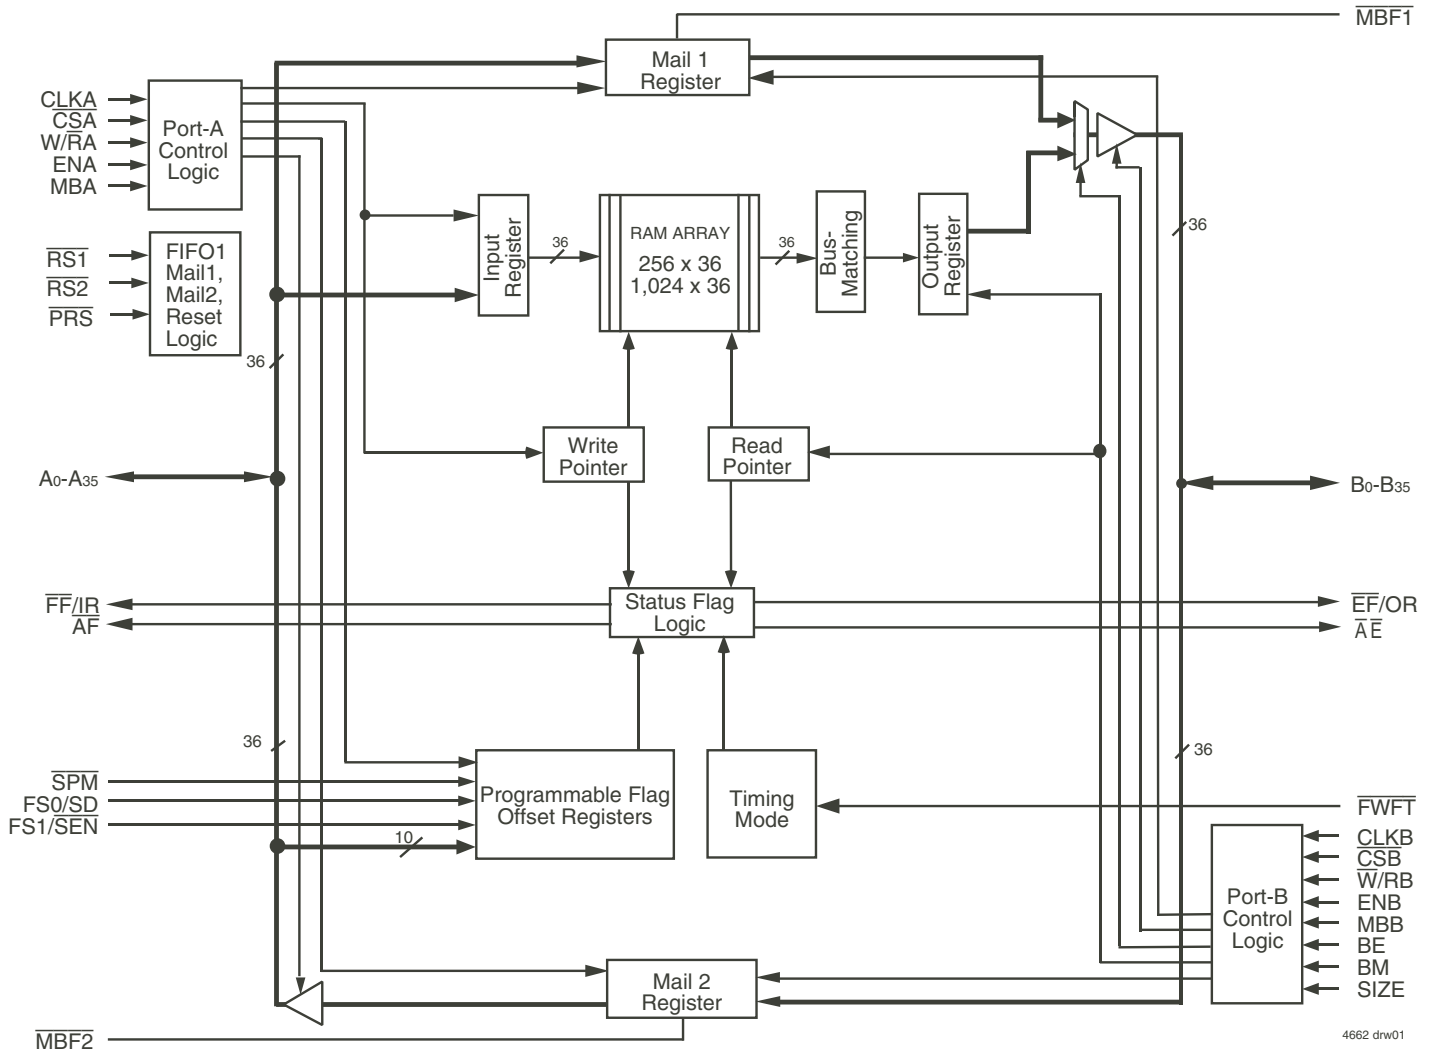 MBF1
Mail 1
Register
CLKA
CSA
W/RA
ENA
MBA
Port-A
Control
Logic
RS1
RS2
PRS
FIFO1
Mail1,
Mail2,
Reset
Logic
36
Input
Register
36
RAM ARRAY
256 x 36
1,024 x 36
36
Bus-
Matching
Output
Register
36
Write
Pointer
Read
Pointer
A0-A35
B0-B35
FF/IR
AF
Status Flag
Logic
EF/OR
AE
36
36
SPM
FS0/SD
FS1/SEN
10
Programmable Flag
Offset Registers
Timing
Mode
FWFT
Port-B
Control
Logic
CLKB
CSB
W/RB
ENB
MBB
BE
BM
SIZE
Mail 2
Register
MBF2
4662 drw01